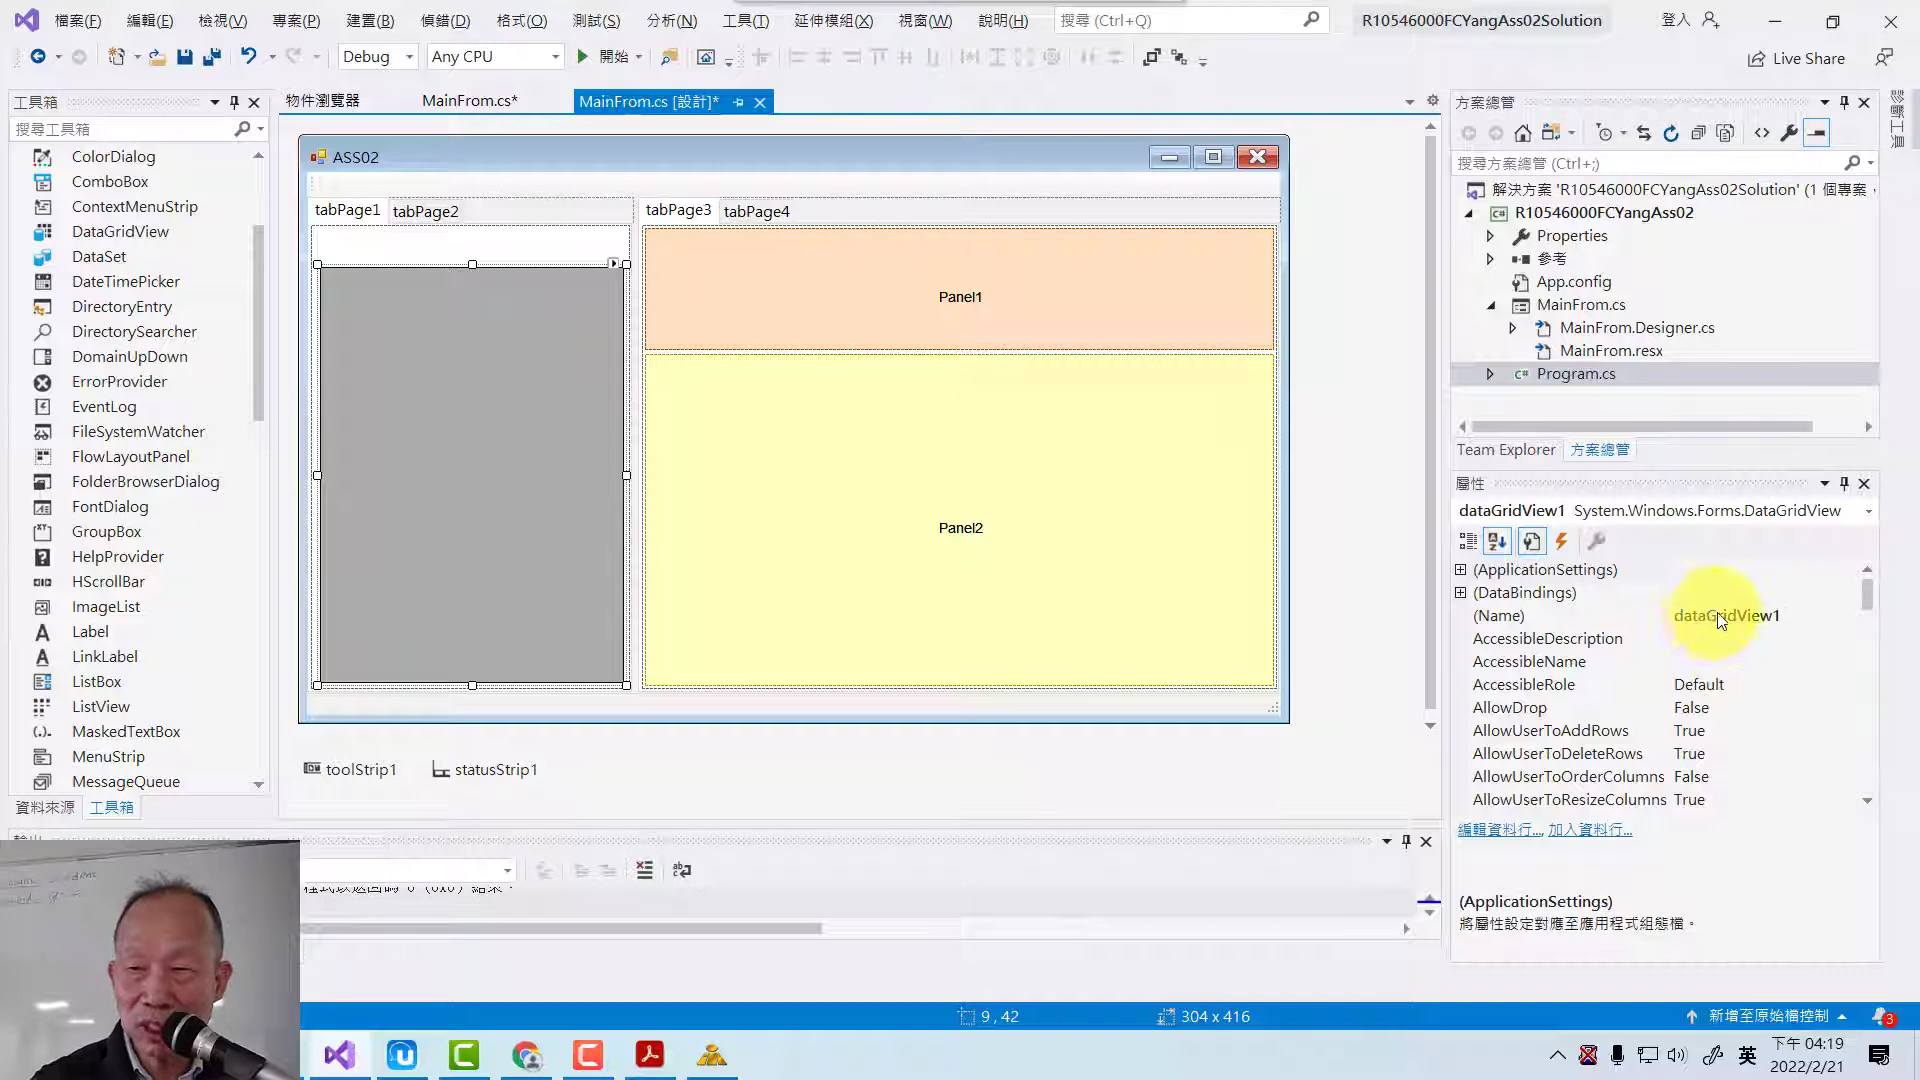 檔案(F) 編輯(E) 檢視(V) 專案(P) 建置(B) 偵錯(D) 格式(O) 測試(S) 分析(N) 工具(T) 延伸模組(X) 視窗(W) 說明(H) 搜尋 (Ctrl+Q) R10546000FCYangAss02Solution 登入
Debug Any CPU 開始 Live Share
工具箱
搜尋工具箱
ColorDialog
ComboBox
ContextMenuStrip
DataGridView
DataSet
DateTimePicker
DirectoryEntry
DirectorySearcher
DomainUpDown
ErrorProvider
EventLog
FileSystemWatcher
FlowLayoutPanel
FolderBrowserDialog
FontDialog
GroupBox
HelpProvider
HScrollBar
ImageList
Label
LinkLabel
ListBox
ListView
MaskedTextBox
MenuStrip
MessageQueue
資料來源 工具箱
物件瀏覽器 MainFrom.cs* MainFrom.cs [設計]*
ASS02
tabPage1 tabPage2 tabPage3 tabPage4
Panel1
Panel2
toolStrip1 statusStrip1
方案總管
搜尋方案總管 (Ctrl+;)
解決方案 'R10546000FCYangAss02Solution' (1 個專案，
R10546000FCYangAss02
Properties
參考
App.config
MainFrom.cs
MainFrom.Designer.cs
MainFrom.resx
Program.cs
Team Explorer 方案總管
屬性
dataGridView1 System.Windows.Forms.DataGridView
(ApplicationSettings)
(DataBindings)
(Name) dataGridView1
AccessibleDescription
AccessibleName
AccessibleRole Default
AllowDrop False
AllowUserToAddRows True
AllowUserToDeleteRows True
AllowUserToOrderColumns False
AllowUserToResizeColumns True
編輯資料行..., 加入資料行...
(ApplicationSettings)
將屬性設定對應至應用程式組態檔。
9 , 42 304 x 416 新增至原始檔控制 3
英 下午 04:19
2022/2/21